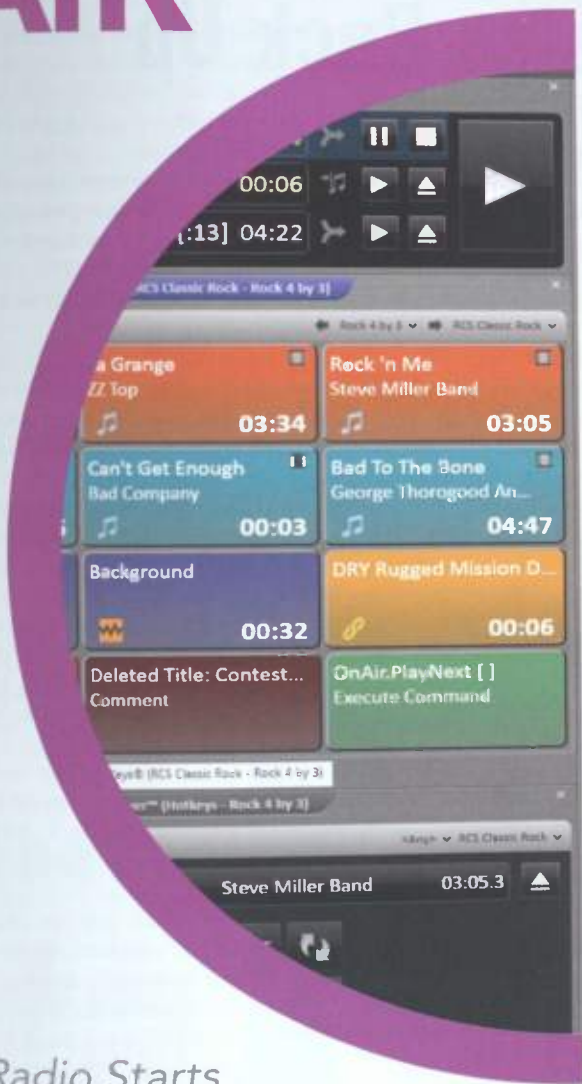 AIR
00:06
[:13] 04:22
RCS Classic Rock - Rock 4 by 3]
Rock 4 by 3 RCS Classic Rock
a Grange
ZZ Top
03:34
Rock 'n Me
Steve Miller Band
03:05
Can't Get Enough
Bad Company
00:03
Bad To The Bone
George Thorogood An...
04:47
Background
00:32
DRY Rugged Mission D...
00:06
Deleted Title: Contest...
Comment
OnAir.PlayNext [ ]
Execute Command
Keys® (RCS Classic Rock - Rock 4 by 3)
er™ (Hotkeys - Rock 4 by 3)
RCS Classic Rock
Steve Miller Band 03:05.3
Radio Starts